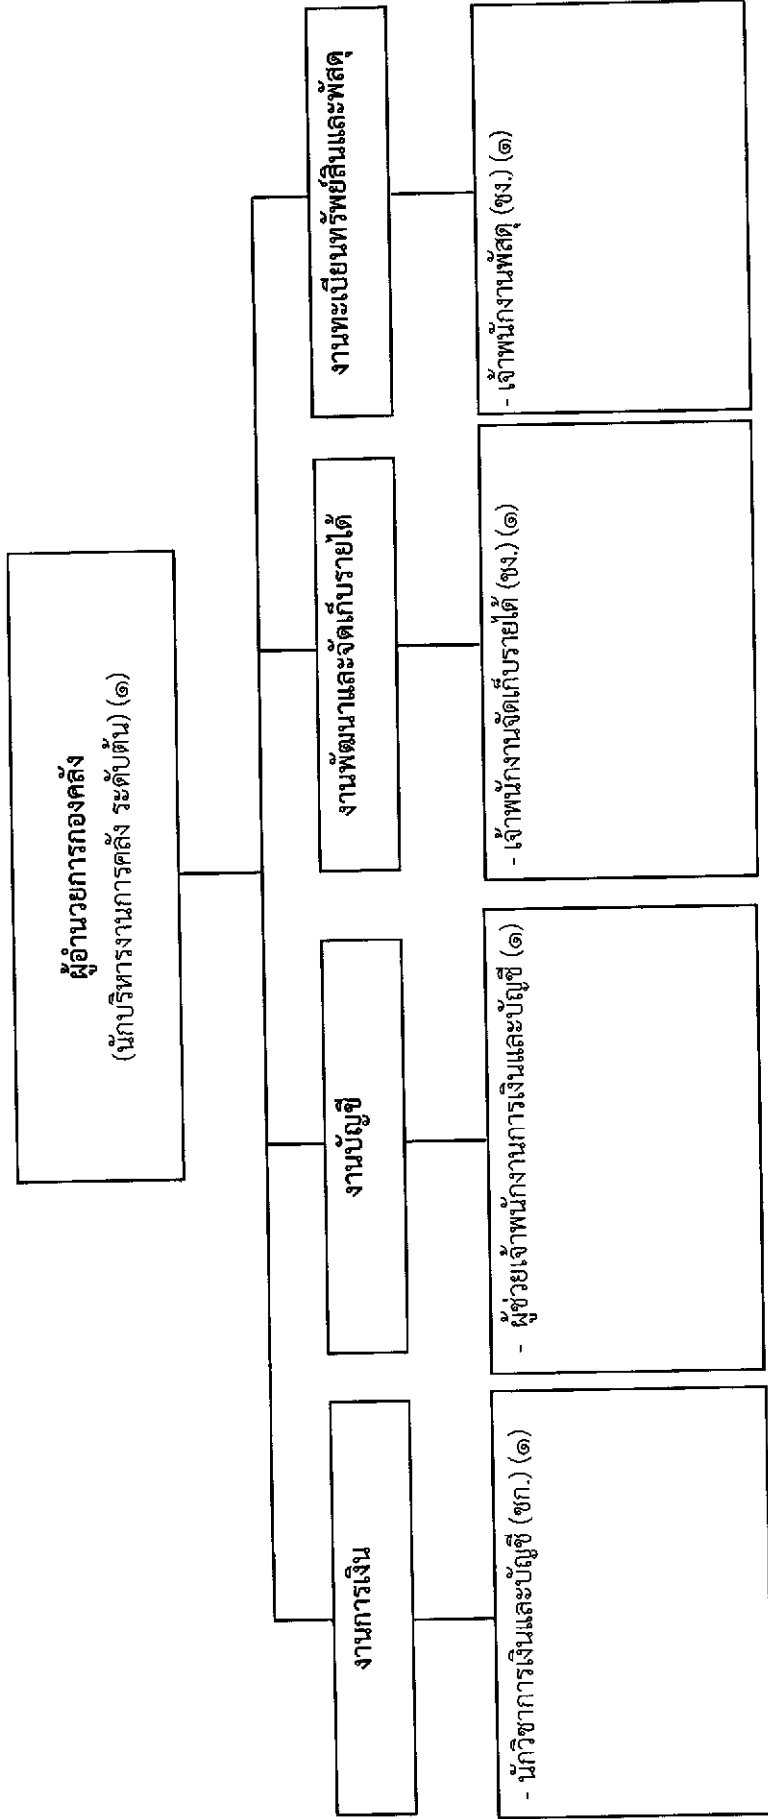 ผู้อำนวยการกองคลัง
(นักบริหารงานการคลัง ระดับต้น) (๑)
งานการเงิน
งานบัญชี
งานพัฒนาและจัดเก็บรายได้
งานทะเบียนทรัพย์สินและพัสดุ
- นักวิชาการเงินและบัญชี (ชก.) (๑)
- ผู้ช่วยเจ้าพนักงานการเงินและบัญชี (๑)
- เจ้าพนักงานจัดเก็บรายได้ (ชง.) (๑)
- เจ้าพนักงานพัสดุ (ชง.) (๑)